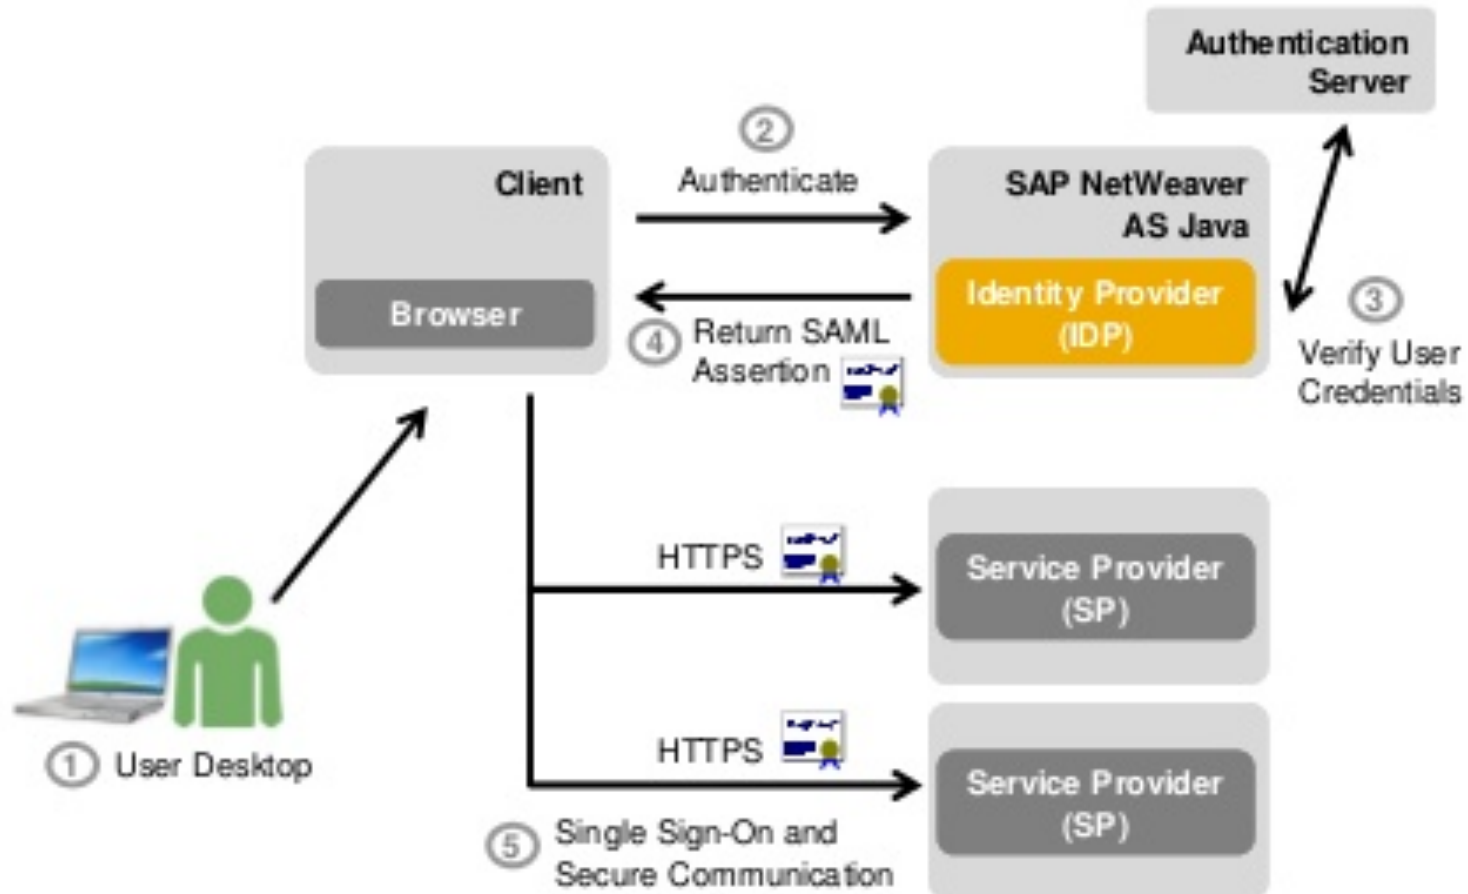 Authentication
Server
2
Authenticate
Client
Browser
SAP NetWeaver
AS Java
Identity Provider
(IDP)
3
Verify User
Credentials
4
Return SAML
Assertion
HTTPS
Service Provider
(SP)
1
User Desktop
HTTPS
Service Provider
(SP)
5
Single Sign-On and
Secure Communication